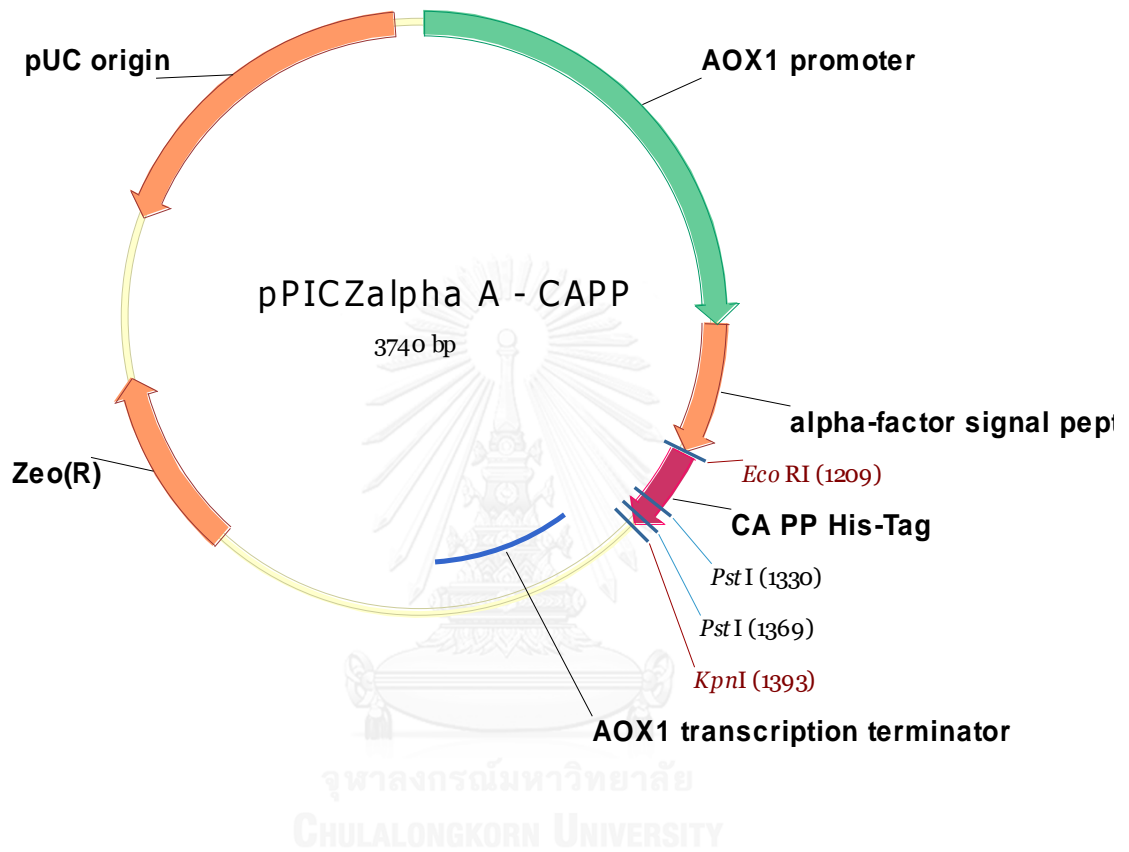 pUC origin
AOX1 promoter
pPICZalpha A - CAPP
3740 bp
alpha-factor signal pept
Zeo(R)
Eco RI (1209)
CA PP His-Tag
Pst I (1330)
Pst I (1369)
KpnI (1393)
AOX1 transcription terminator
จุฬาลงกรณ์มหาวิทยาลัย
CHULALONGKORN UNIVERSITY